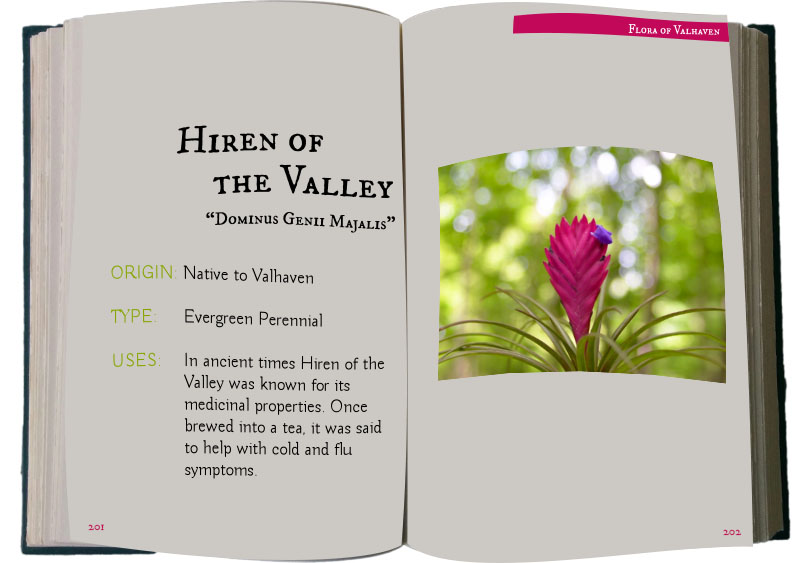 Hiren of
the Valley
“Dominus Genii Majalis”
ORIGIN: Native to Valhaven
TYPE: Evergreen Perennial
USES: In ancient times Hiren of the
Valley was known for its
medicinal properties. Once
brewed into a tea, it was said
to help with cold and flu
symptoms.
201
Flora of Valhaven
202